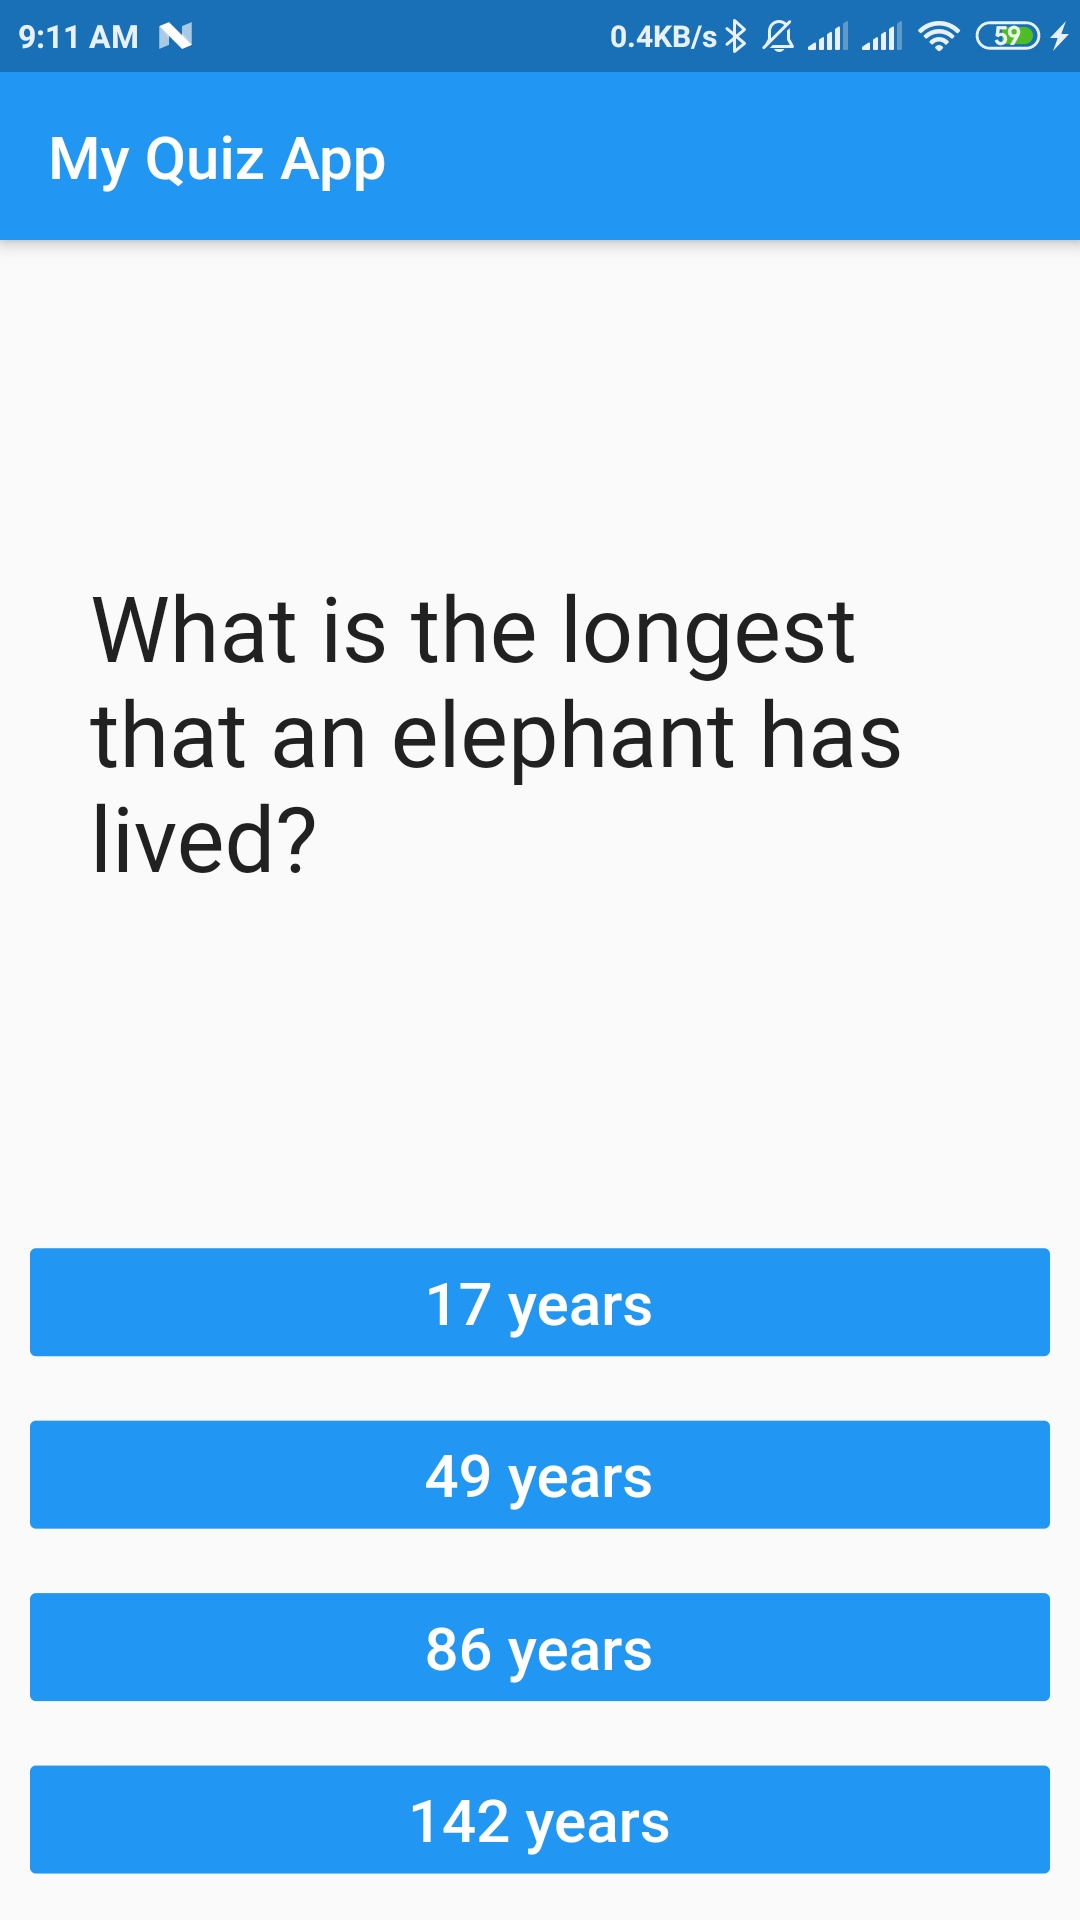 9:11 AM 0.4KB/s 59
My Quiz App
What is the longest
that an elephant has
lived?
17 years
49 years
86 years
142 years